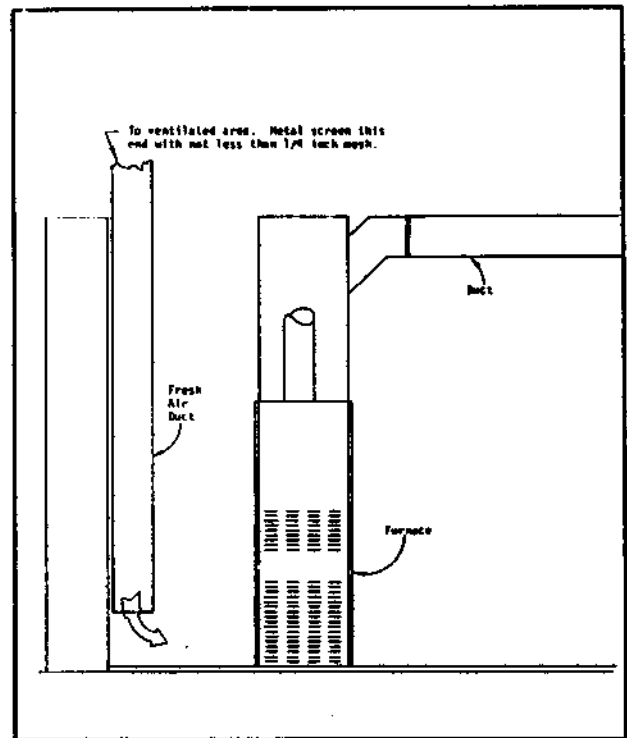 To ventilated area. Metal screen this
end with not less than 1/4 inch mesh.
Duct
Fresh
Air
Duct
Furnace